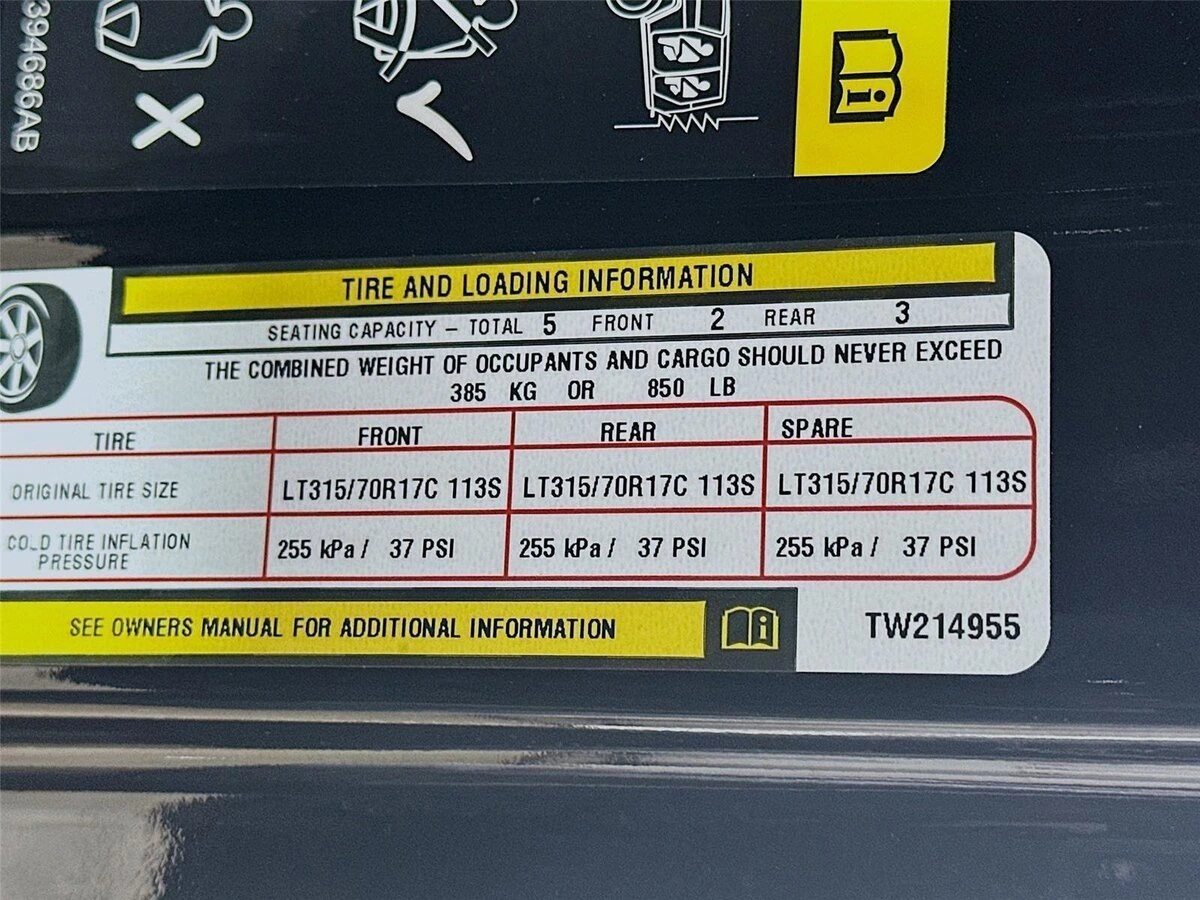 394686AB
TIRE AND LOADING INFORMATION
SEATING CAPACITY – TOTAL 5 FRONT 2 REAR 3
THE COMBINED WEIGHT OF OCCUPANTS AND CARGO SHOULD NEVER EXCEED
385 KG OR 850 LB
TIRE FRONT REAR SPARE
ORIGINAL TIRE SIZE LT315/70R17C 113S LT315/70R17C 113S LT315/70R17C 113S
COLD TIRE INFLATION
PRESSURE 255 kPa / 37 PSI 255 kPa / 37 PSI 255 kPa / 37 PSI
SEE OWNERS MANUAL FOR ADDITIONAL INFORMATION
TW214955